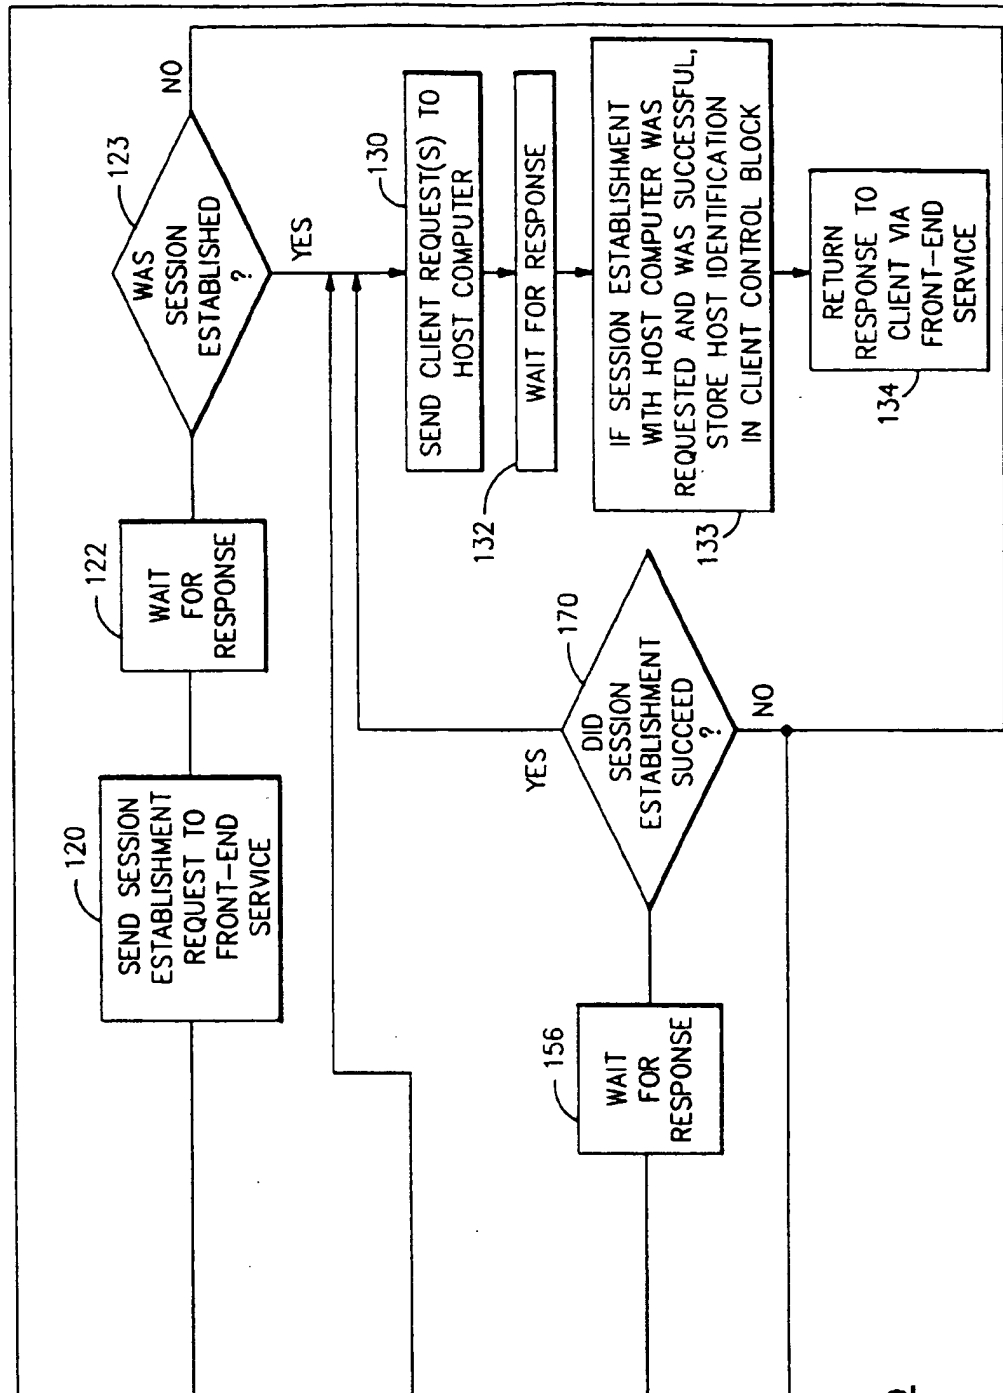 120
SEND SESSION
ESTABLISHMENT
REQUEST TO
FRONT-END
SERVICE
122
WAIT
FOR
RESPONSE
123
WAS
SESSION
ESTABLISHED
?
NO
YES
130
SEND CLIENT REQUEST(S) TO
HOST COMPUTER
132
WAIT FOR RESPONSE
133
IF SESSION ESTABLISHMENT
WITH HOST COMPUTER WAS
REQUESTED AND WAS SUCCESSFUL,
STORE HOST IDENTIFICATION
IN CLIENT CONTROL BLOCK
134
RETURN
RESPONSE TO
CLIENT VIA
FRONT-END
SERVICE
156
WAIT
FOR
RESPONSE
170
DID
SESSION
ESTABLISHMENT
SUCCEED
?
YES
NO